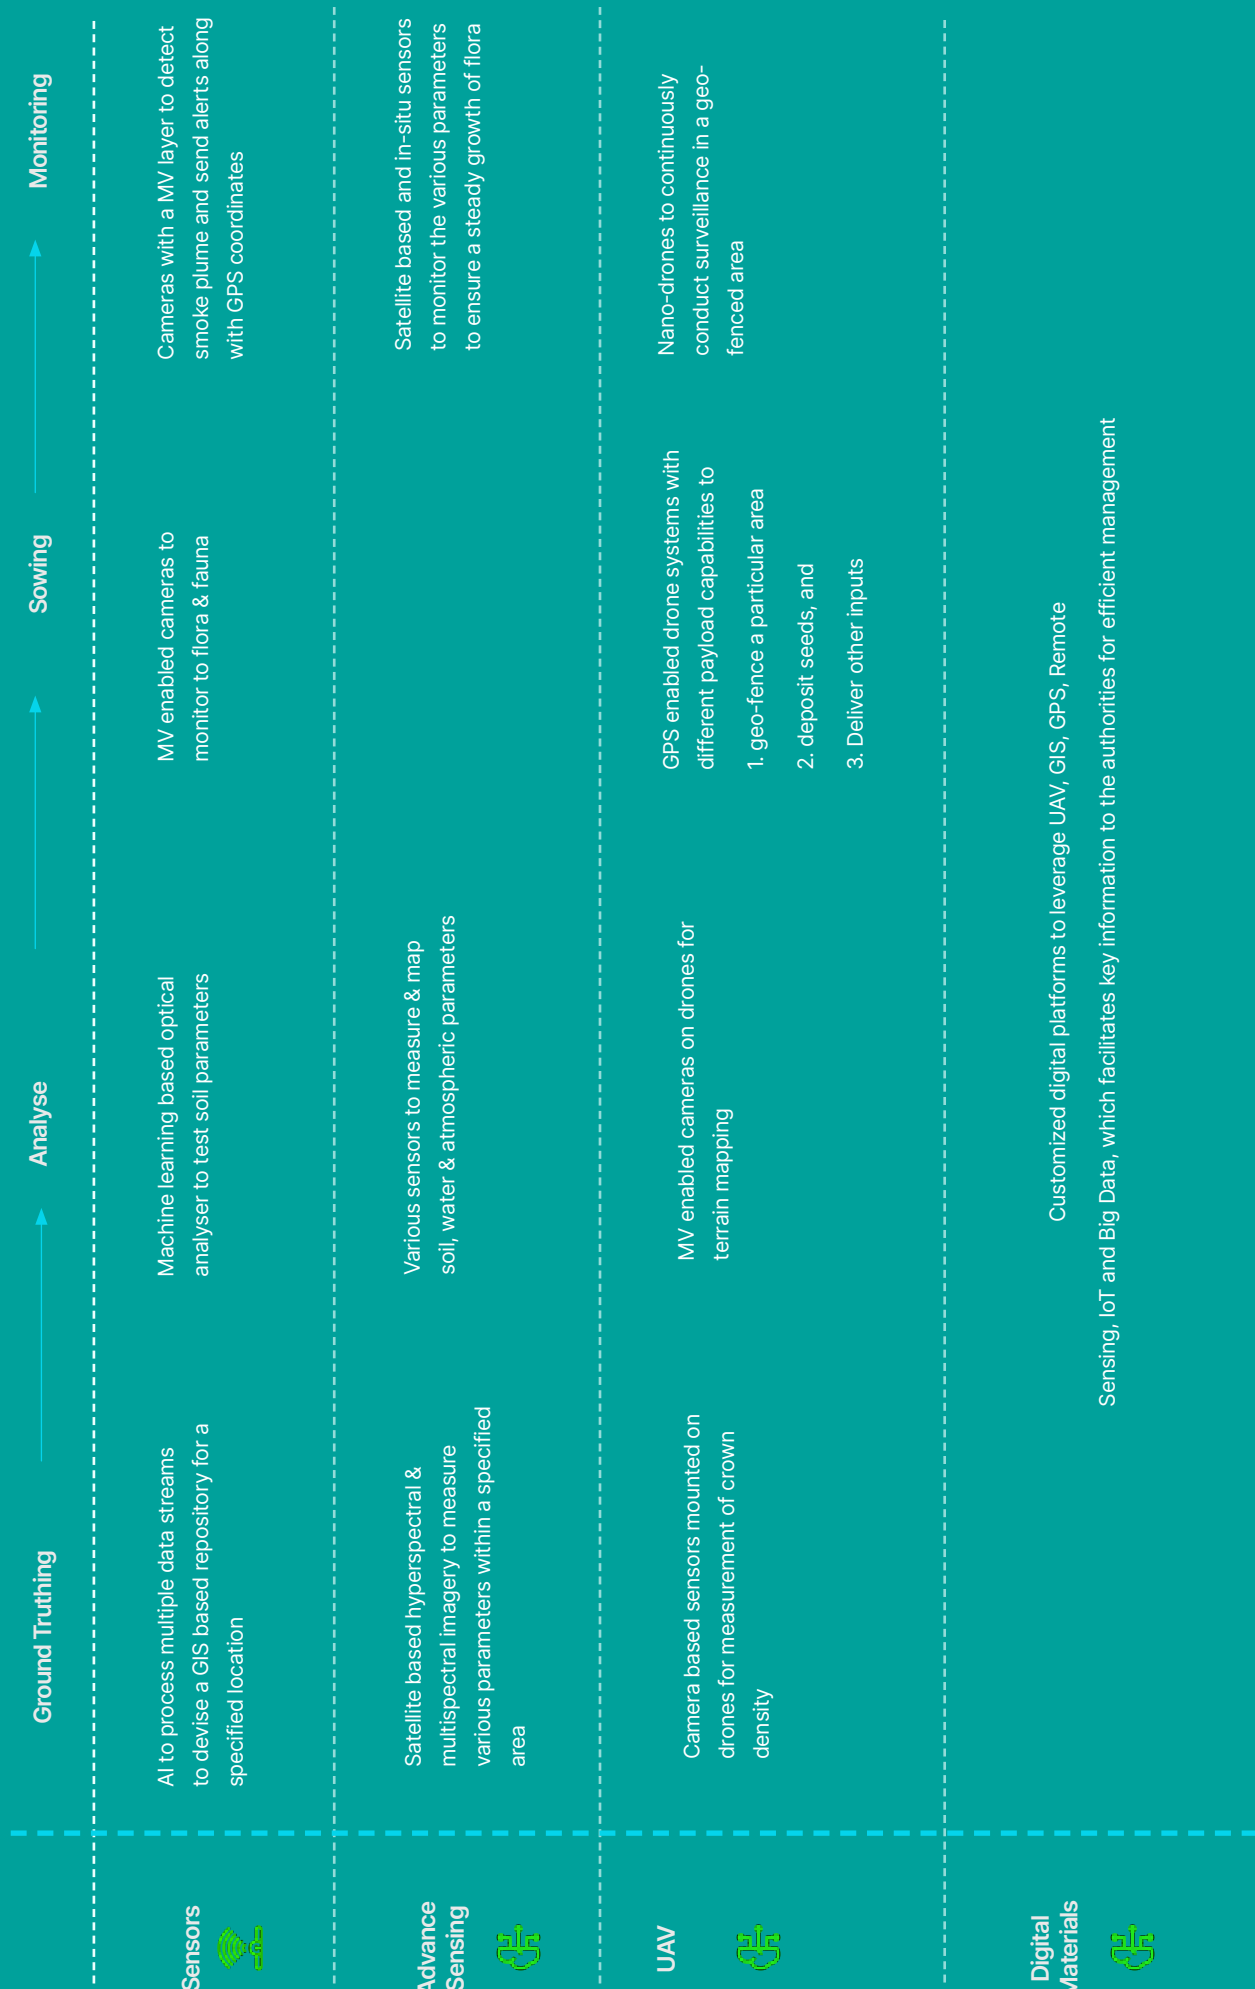 Ground Truthing
Analyse
Sowing
Monitoring
Sensors
AI to process multiple data streams
to devise a GIS based repository for a
specified location
Machine learning based optical
analyser to test soil parameters
MV enabled cameras to
monitor to flora & fauna
Cameras with a MV layer to detect
smoke plume and send alerts along
with GPS coordinates
Advance
Sensing
Satellite based hyperspectral &
multispectral imagery to measure
various parameters within a specified
area
Various sensors to measure & map
soil, water & atmospheric parameters
Satellite based and in-situ sensors
to monitor the various parameters
to ensure a steady growth of flora
UAV
Camera based sensors mounted on
drones for measurement of crown
density
MV enabled cameras on drones for
terrain mapping
GPS enabled drone systems with
different payload capabilities to
1. geo-fence a particular area
2. deposit seeds, and
3. Deliver other inputs
Nano-drones to continuously
conduct surveillance in a geo-
fenced area
Digital
Materials
Customized digital platforms to leverage UAV, GIS, GPS, Remote
Sensing, IoT and Big Data, which facilitates key information to the authorities for efficient management